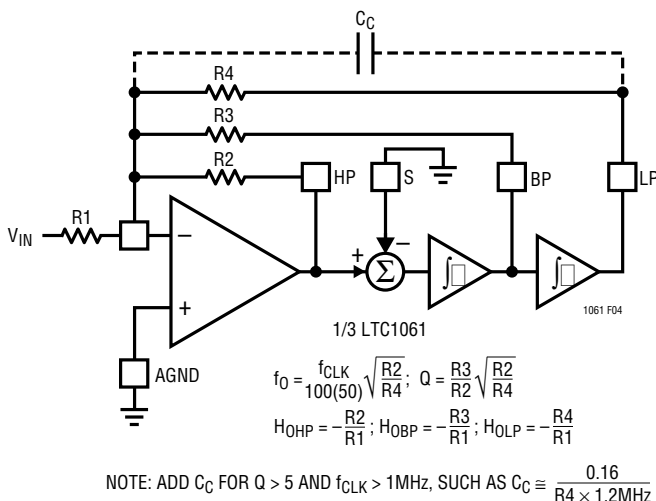 C_C
R4
R3
R2
HP
S
BP
LP
R1
V_IN
−
+
+
−
Σ
∫
∫
1061 F04
1/3 LTC1061
AGND
f_O = f_CLK/100(50) √(R2/R4); Q = R3/R2 √(R2/R4)
H_OHP = −R2/R1; H_OBP = −R3/R1; H_OLP = −R4/R1
NOTE: ADD C_C FOR Q > 5 AND f_CLK > 1MHz, SUCH AS C_C ≅ 0.16/(R4 × 1.2MHz)